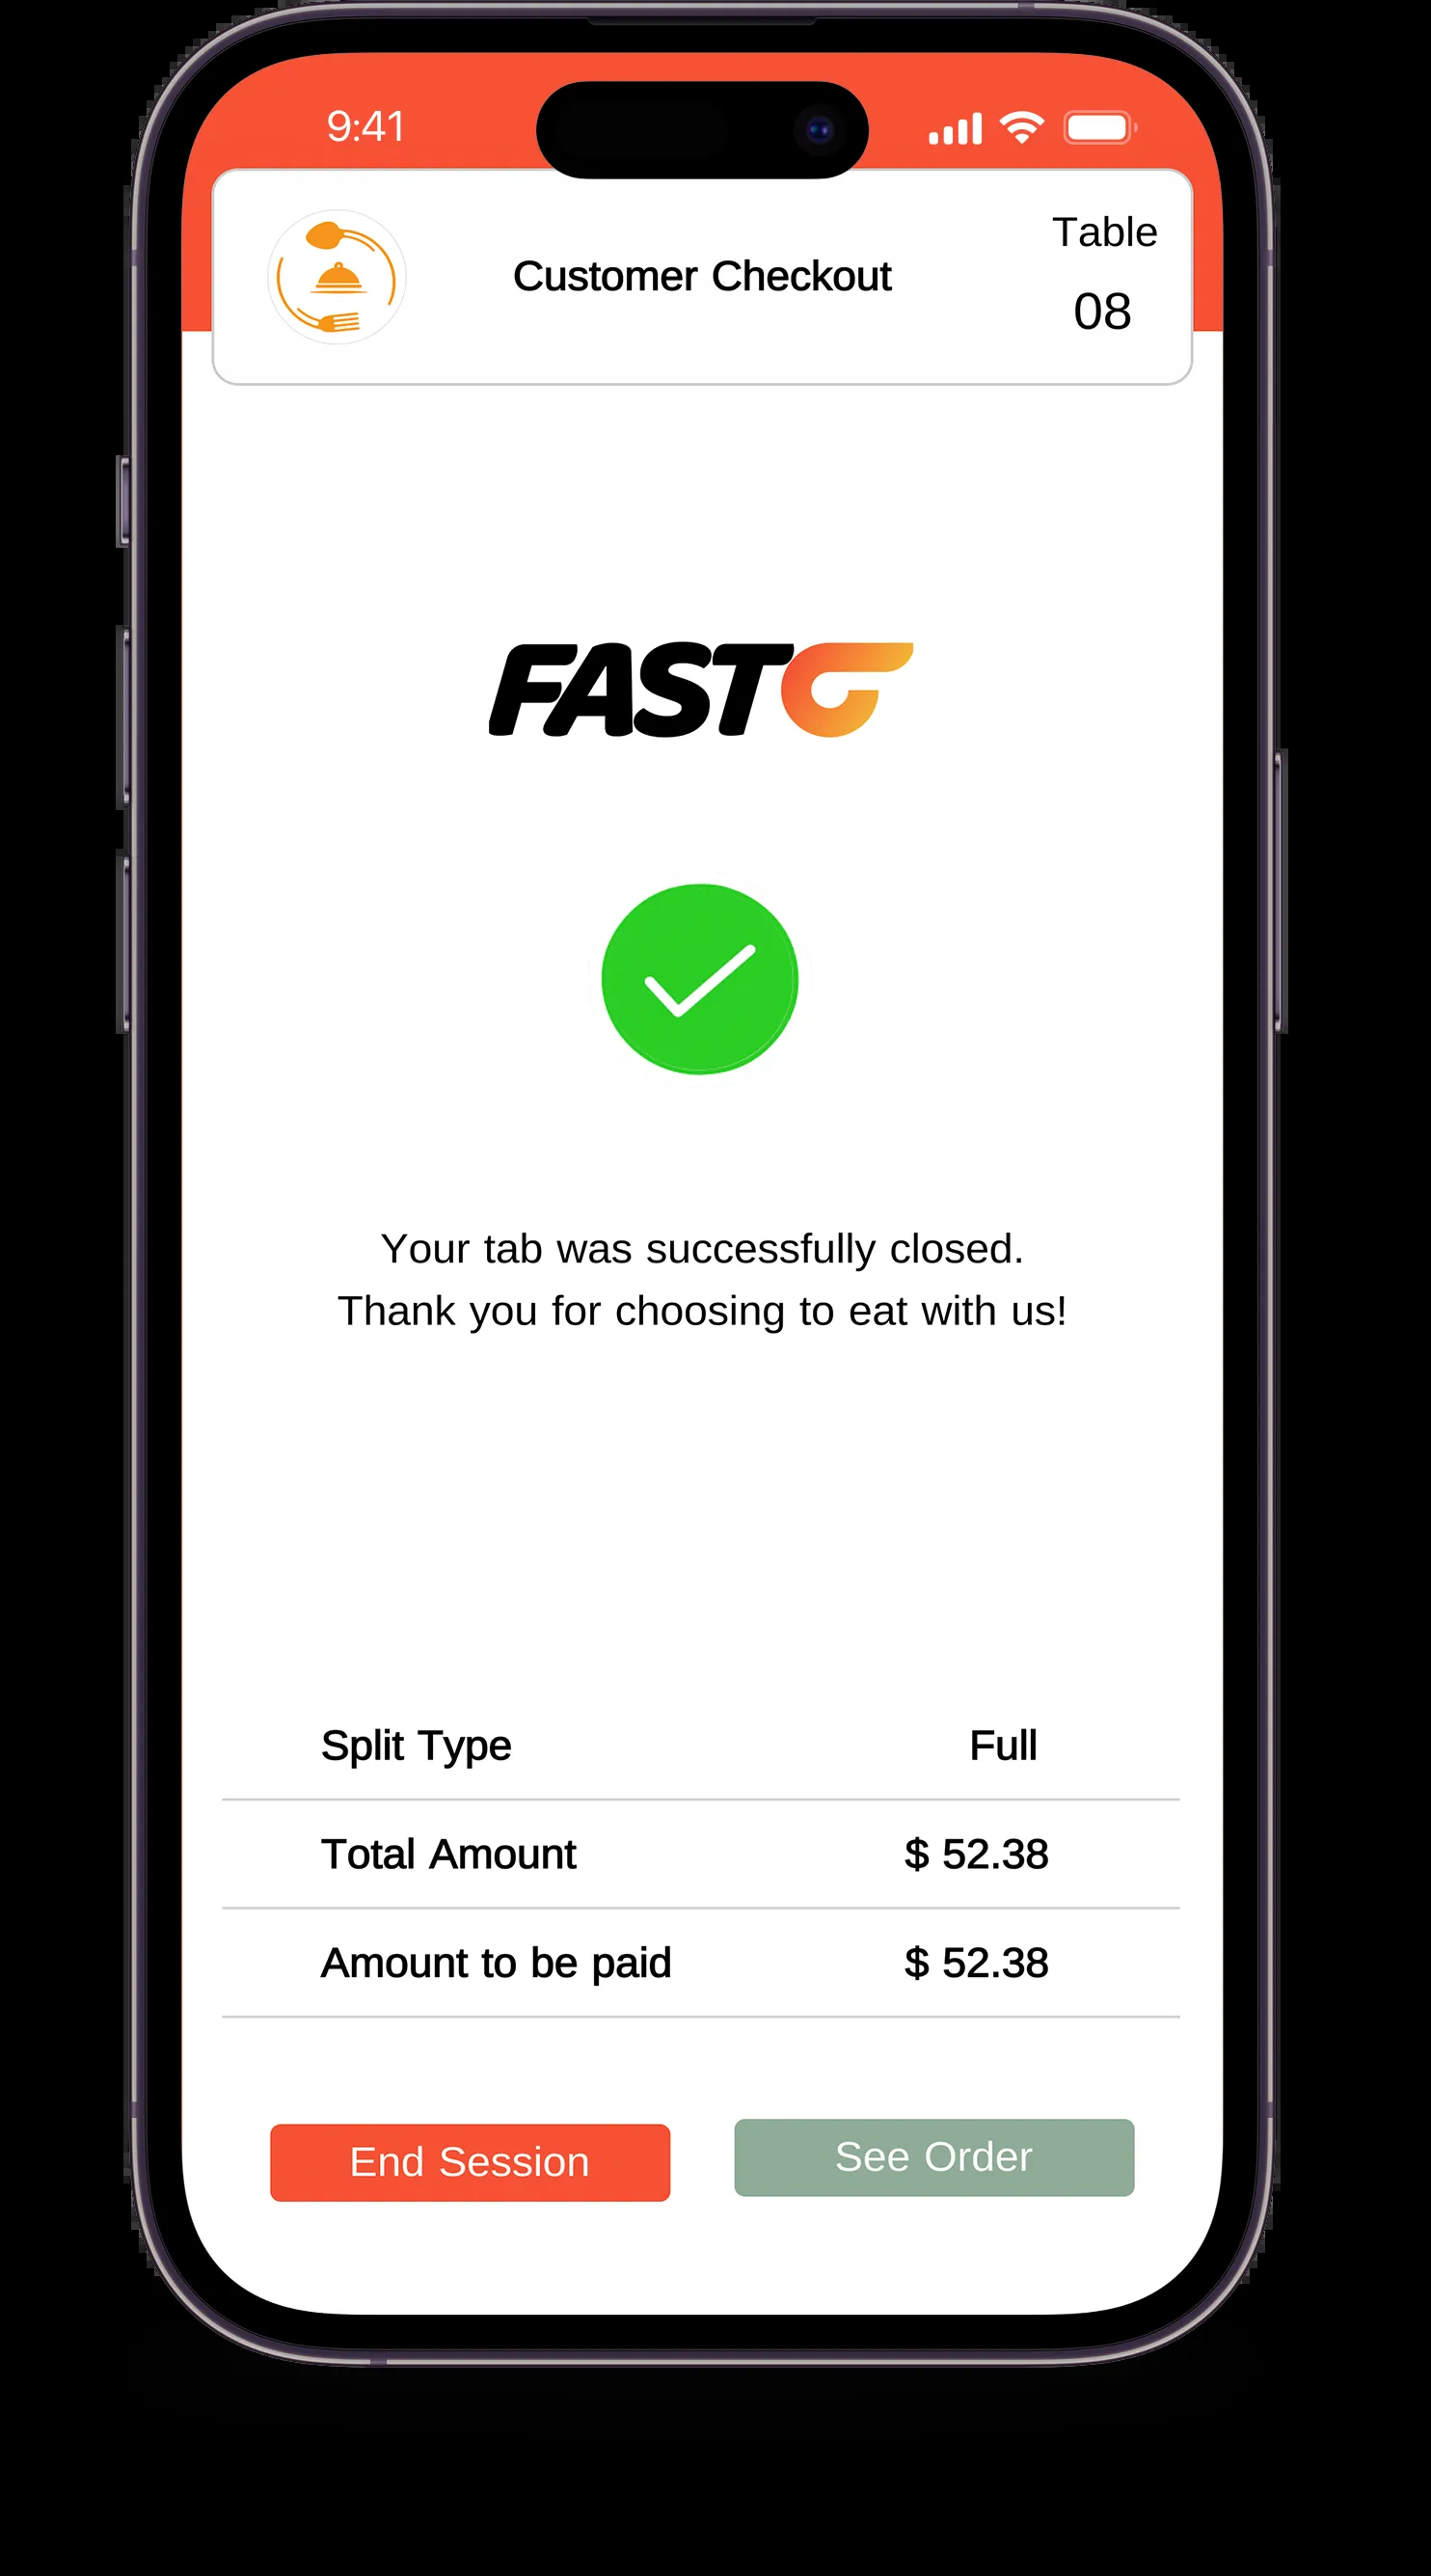 9:41
Customer Checkout
Table
08
FASTO
Your tab was successfully closed.
Thank you for choosing to eat with us!
Split Type Full
Total Amount $ 52.38
Amount to be paid $ 52.38
End Session See Order